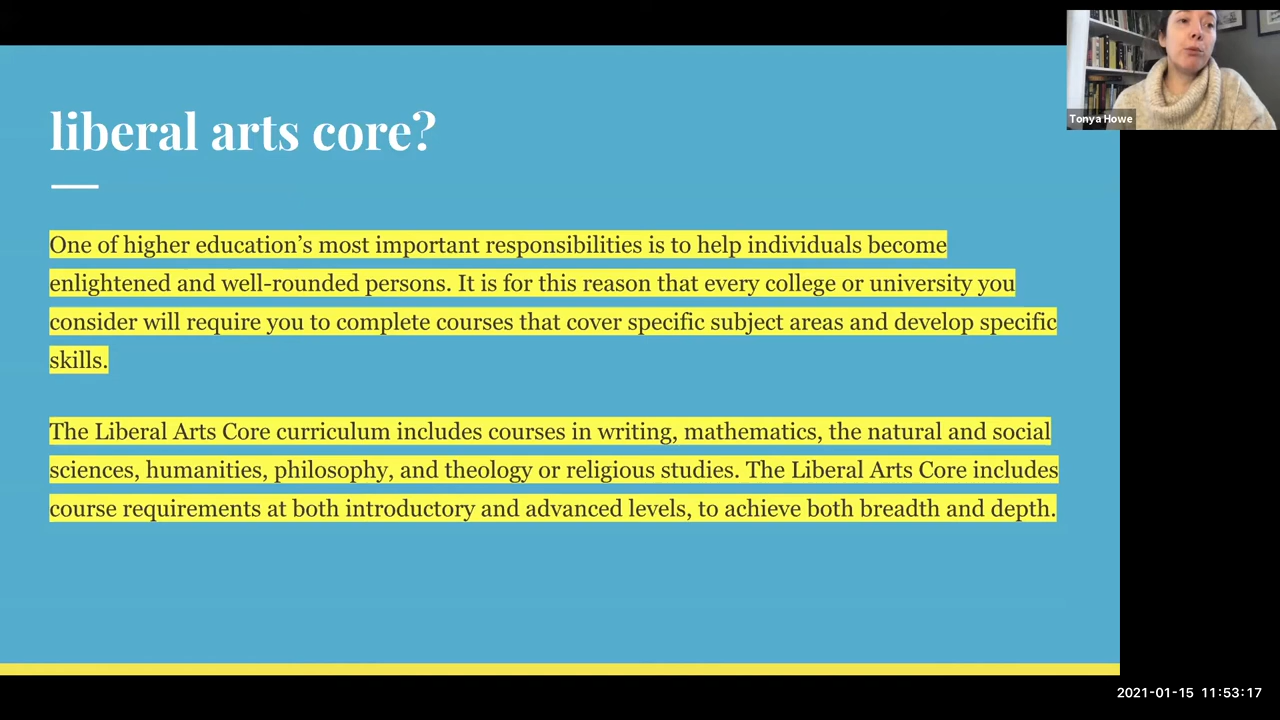 Tonya Howe
liberal arts core?
One of higher education’s most important responsibilities is to help individuals become
enlightened and well-rounded persons. It is for this reason that every college or university you
consider will require you to complete courses that cover specific subject areas and develop specific
skills.
The Liberal Arts Core curriculum includes courses in writing, mathematics, the natural and social
sciences, humanities, philosophy, and theology or religious studies. The Liberal Arts Core includes
course requirements at both introductory and advanced levels, to achieve both breadth and depth.
2021-01-15 11:53:17